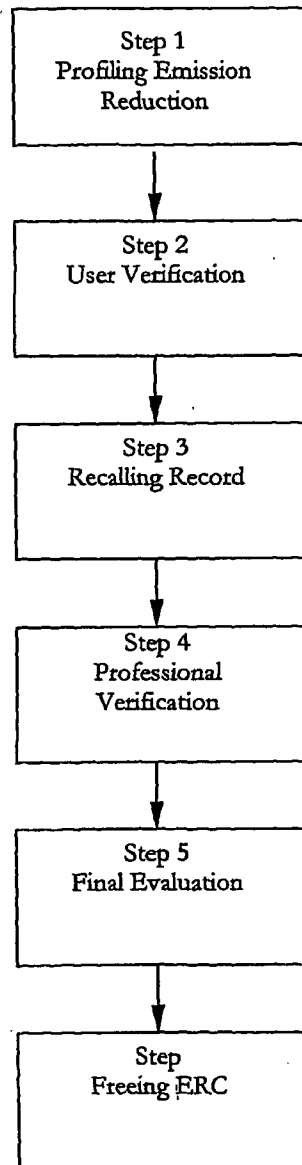 Step 1
Profiling Emission
Reduction
Step 2
User Verification
Step 3
Recalling Record
Step 4
Professional
Verification
Step 5
Final Evaluation
Step
Freeing ERC